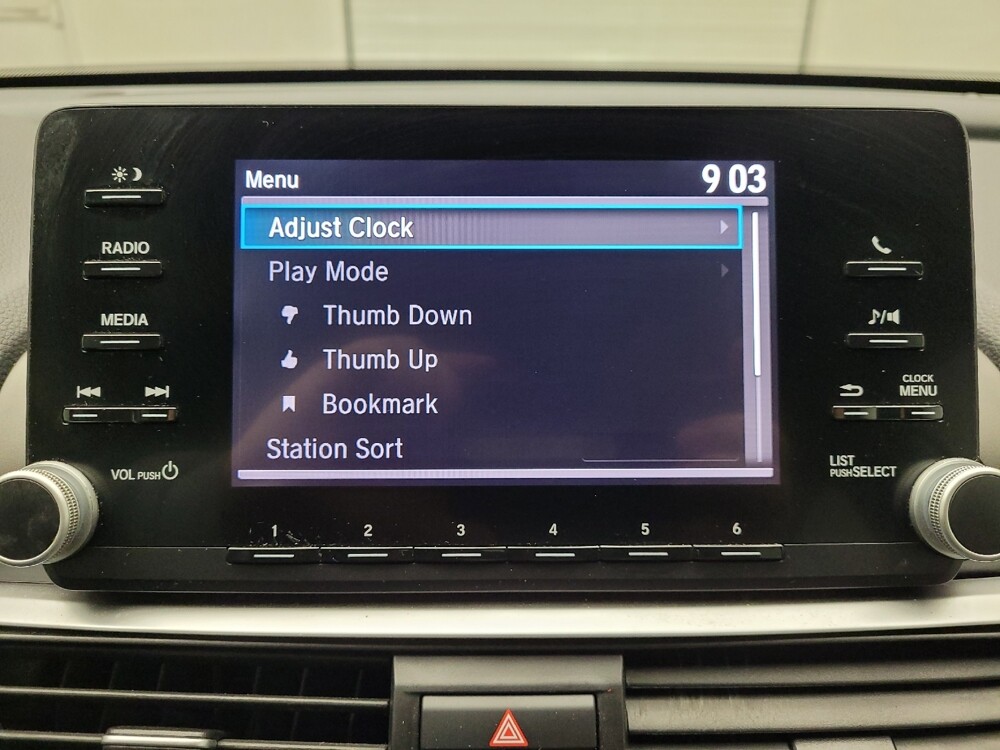 Menu
9 03
Adjust Clock
Play Mode
Thumb Down
Thumb Up
Bookmark
Station Sort
RADIO
MEDIA
VOL PUSH
CLOCK
MENU
LIST
PUSH SELECT
1 2 3 4 5 6